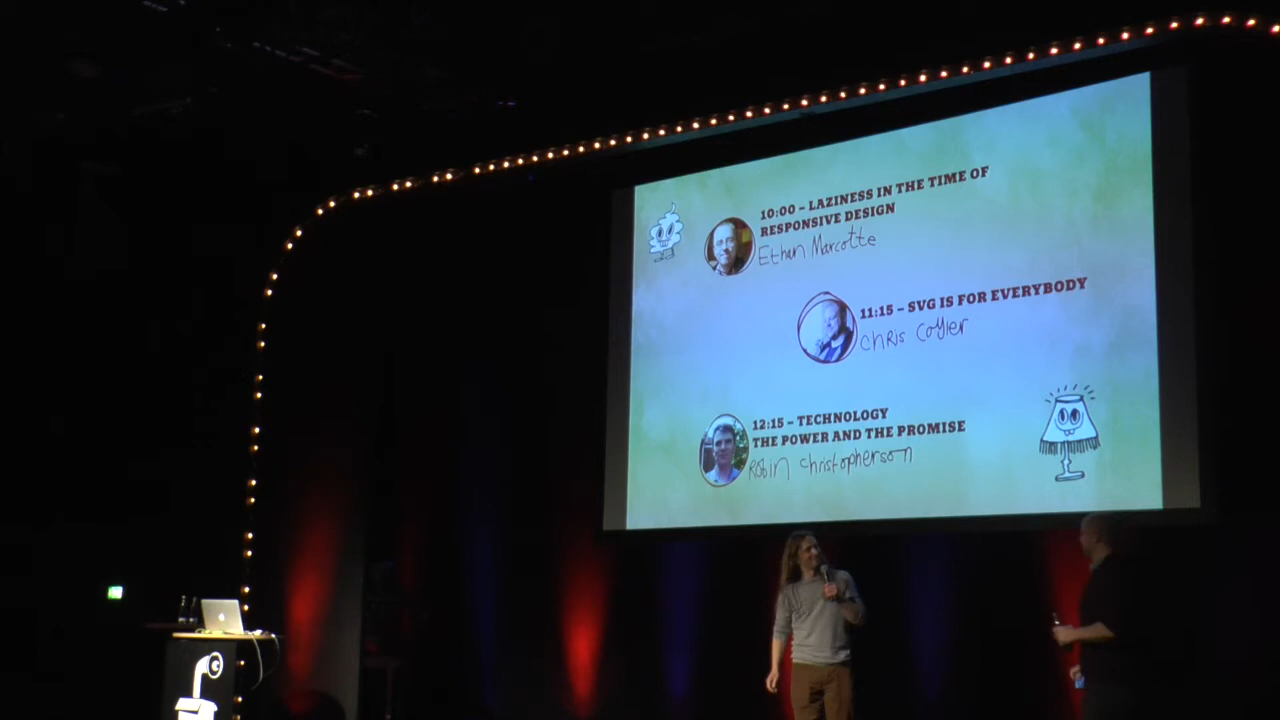 10:00 – LAZINESS IN THE TIME OF
RESPONSIVE DESIGN
Ethan Marcotte
11:15 – SVG IS FOR EVERYBODY
CHRIS COYIER
12:15 – TECHNOLOGY
THE POWER AND THE PROMISE
ROBIN Christopherson